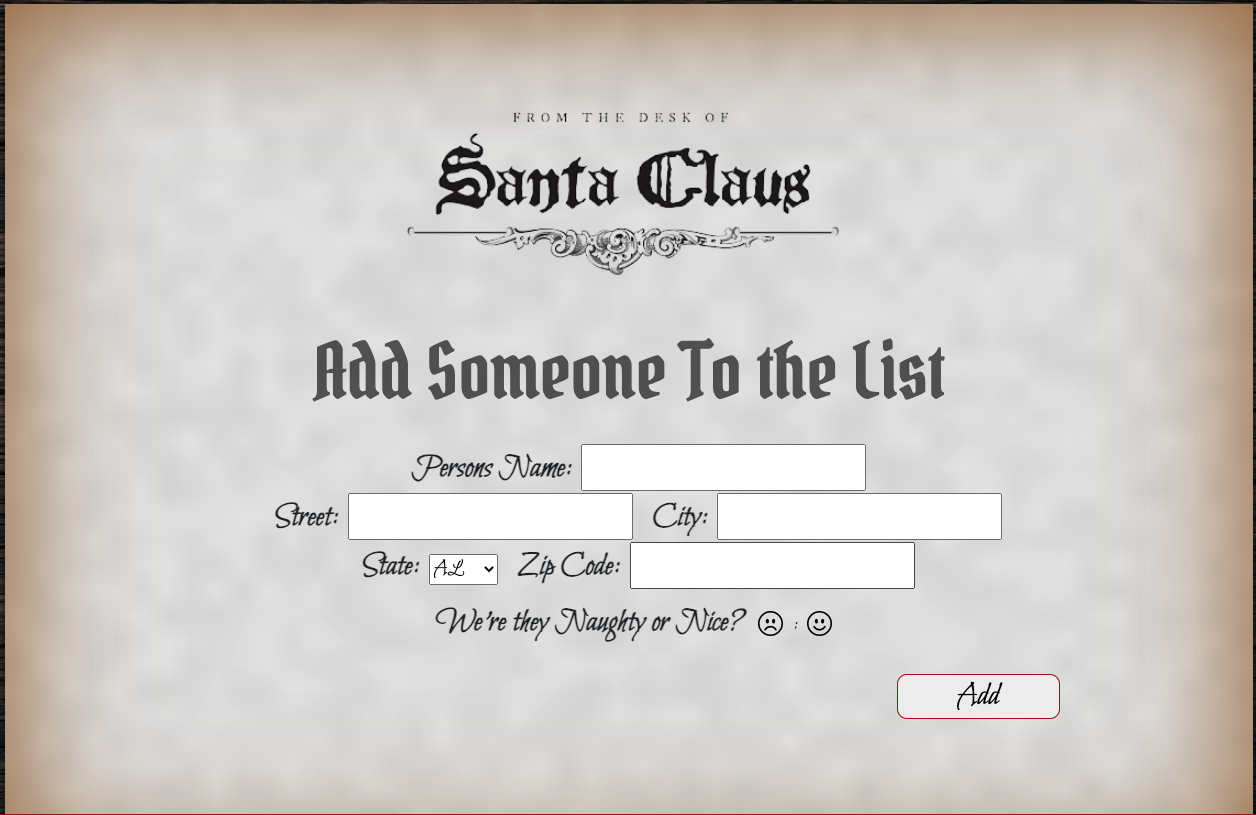 FROM THE DESK OF
Santa Claus
Add Someone To the List
Persons Name:
Street: City:
State: AL Zip Code:
We're they Naughty or Nice? :
Add